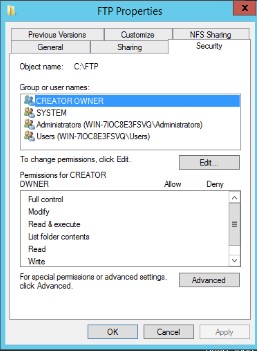 FTP Properties
Previous Versions Customize NFS Sharing
General Sharing Security
Object name: C:\FTP
Group or user names:
CREATOR OWNER
SYSTEM
Administrators (WIN-7IOC8E3FSVG\Administrators)
Users (WIN-7IOC8E3FSVG\Users)
To change permissions, click Edit.
Edit...
Permissions for CREATOR
OWNER Allow Deny
Full control
Modify
Read & execute
List folder contents
Read
Write
For special permissions or advanced settings,
click Advanced.
Advanced
OK Cancel Apply